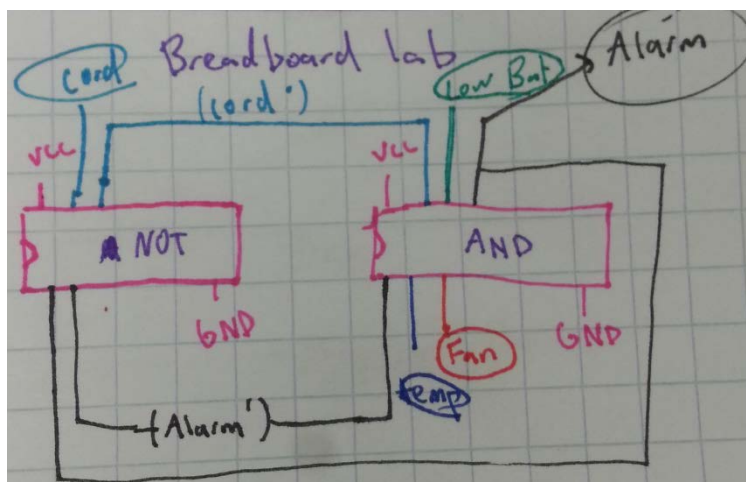 Breadboard lab
cord
(cord')
Low Bat
Alarm
VCC
VCC
NOT
AND
GND
GND
Fan
temp
(Alarm')